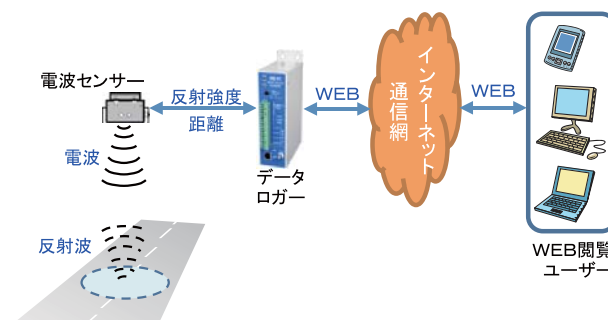 電波センサー
反射強度
距離
電波
データ
ロガー
WEB
インターネット
通信網
WEB
反射波
WEB閲覧
ユーザー